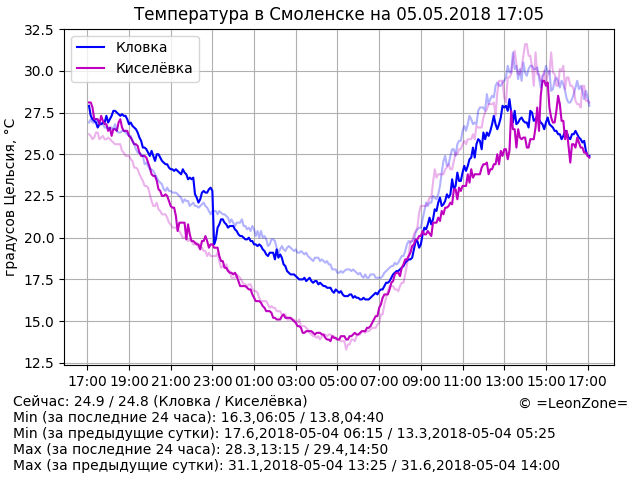 Температура в Смоленске на 05.05.2018 17:05
Кловка
Киселёвка
градусов Цельсия, °C
32.5
30.0
27.5
25.0
22.5
20.0
17.5
15.0
12.5
17:00 19:00 21:00 23:00 01:00 03:00 05:00 07:00 09:00 11:00 13:00 15:00 17:00
Сейчас: 24.9 / 24.8 (Кловка / Киселёвка)
© =LeonZone=
Min (за последние 24 часа): 16.3,06:05 / 13.8,04:40
Min (за предыдущие сутки): 17.6,2018-05-04 06:15 / 13.3,2018-05-04 05:25
Max (за последние 24 часа): 28.3,13:15 / 29.4,14:50
Max (за предыдущие сутки): 31.1,2018-05-04 13:25 / 31.6,2018-05-04 14:00